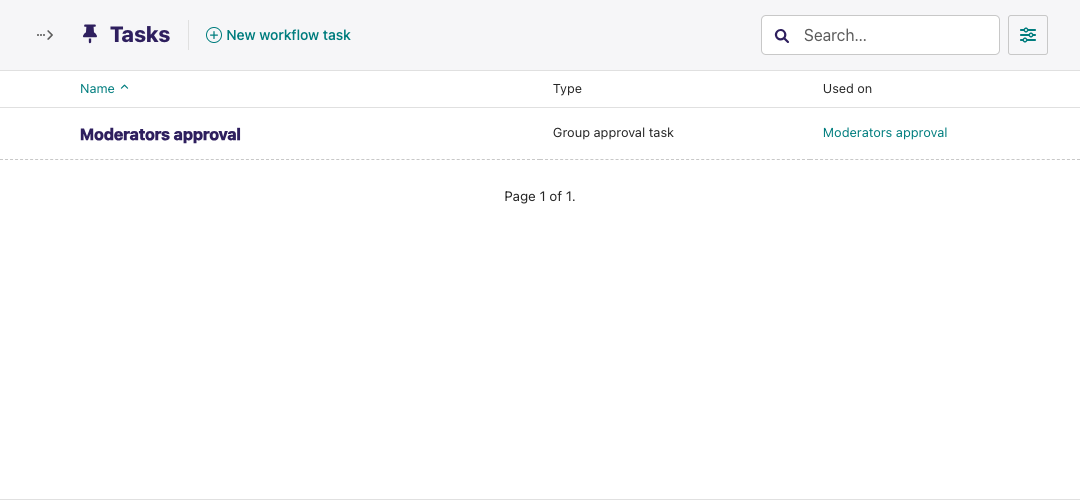 Tasks New workflow task Search...
Name Type Used on
Moderators approval Group approval task Moderators approval
Page 1 of 1.